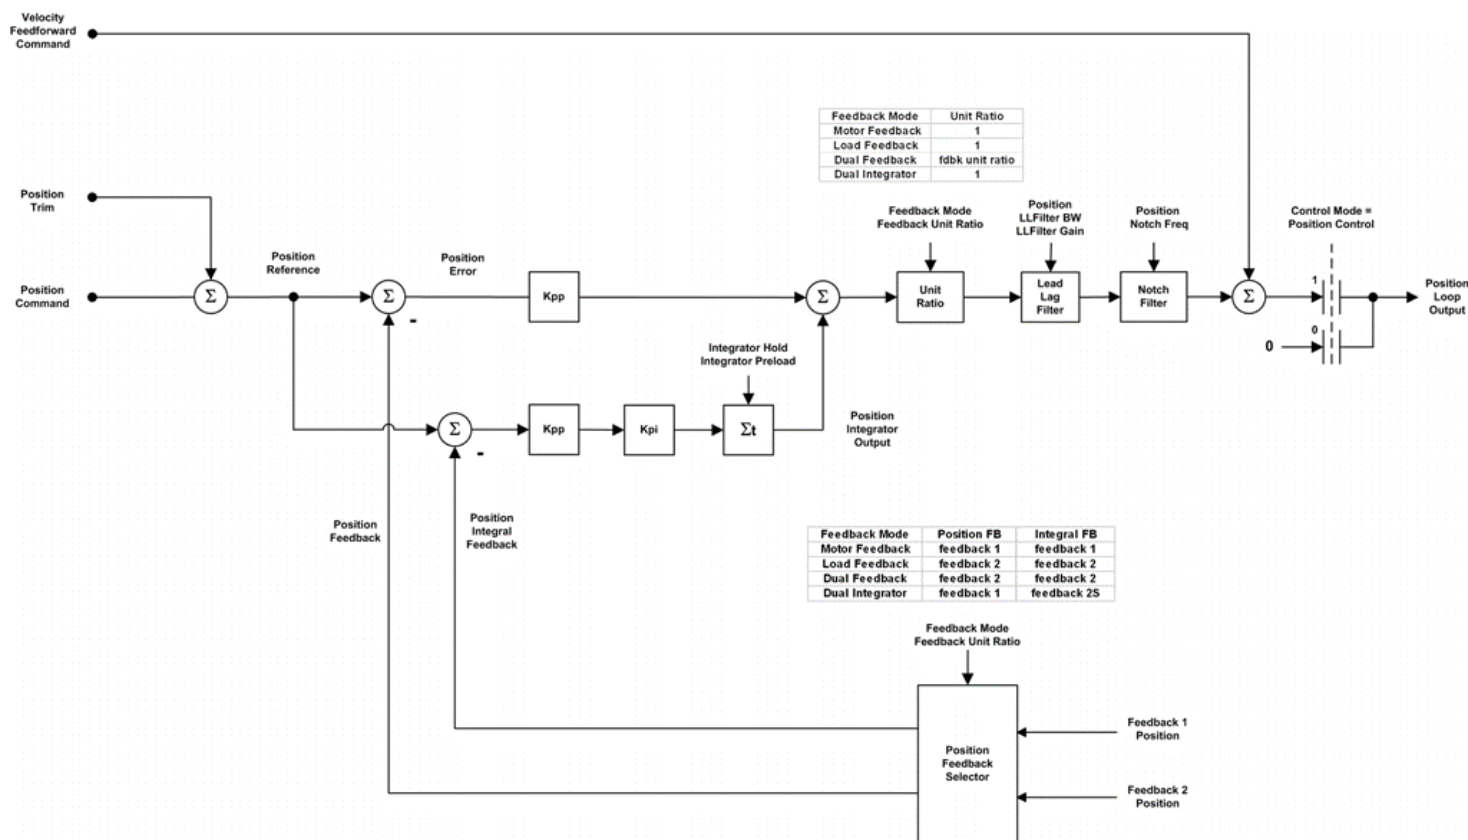 Velocity
Feedforward
Command
Feedback Mode Unit Ratio
Motor Feedback 1
Load Feedback 1
Dual Feedback fdbk unit ratio
Dual Integrator 1
Position
Trim
Feedback Mode
Feedback Unit Ratio
Position
LLFilter BW
LLFilter Gain
Position
Notch Freq
Control Mode =
Position Control
Position
Reference
Position
Error
Position
Command
Σ
Σ
-
Kpp
Σ
Unit
Ratio
Lead
Lag
Filter
Notch
Filter
Σ
1
0
0
Position
Loop
Output
Integrator Hold
Integrator Preload
Σ
-
Kpp
Kpi
Σt
Position
Integrator
Output
Position
Feedback
Position
Integral
Feedback
Feedback Mode Position FB Integral FB
Motor Feedback feedback 1 feedback 1
Load Feedback feedback 2 feedback 2
Dual Feedback feedback 2 feedback 2
Dual Integrator feedback 1 feedback 2S
Feedback Mode
Feedback Unit Ratio
Position
Feedback
Selector
Feedback 1
Position
Feedback 2
Position